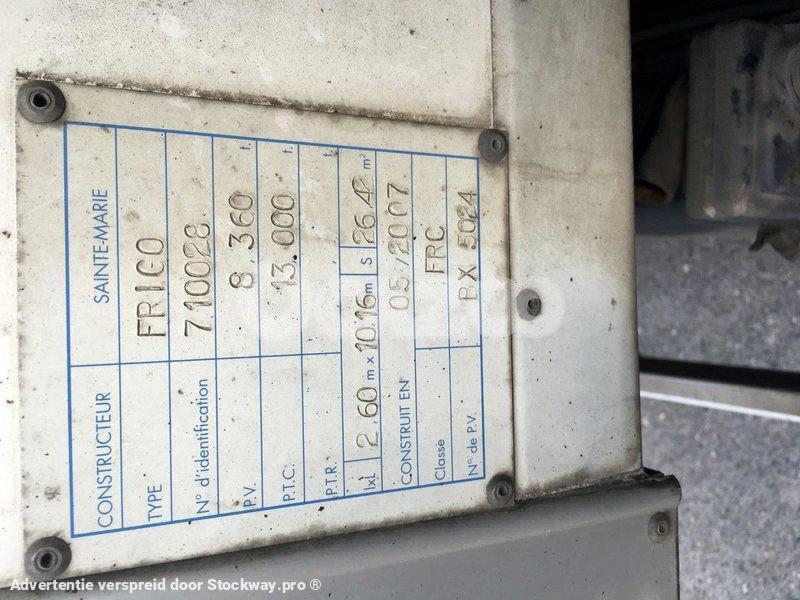 CONSTRUCTEUR SAINTE-MARIE
TYPE FRIGO
N° d'identification 710028
P.V. 8,360 t.
P.T.C. 13.000 t.
P.T.R. t.
lxL 2,60 m x 10.16 m S 26.42 m²
CONSTRUIT EN 05/2007
Classe FRC
N° de P.V. BX 5024
Advertentie verspreid door Stockway.pro ®